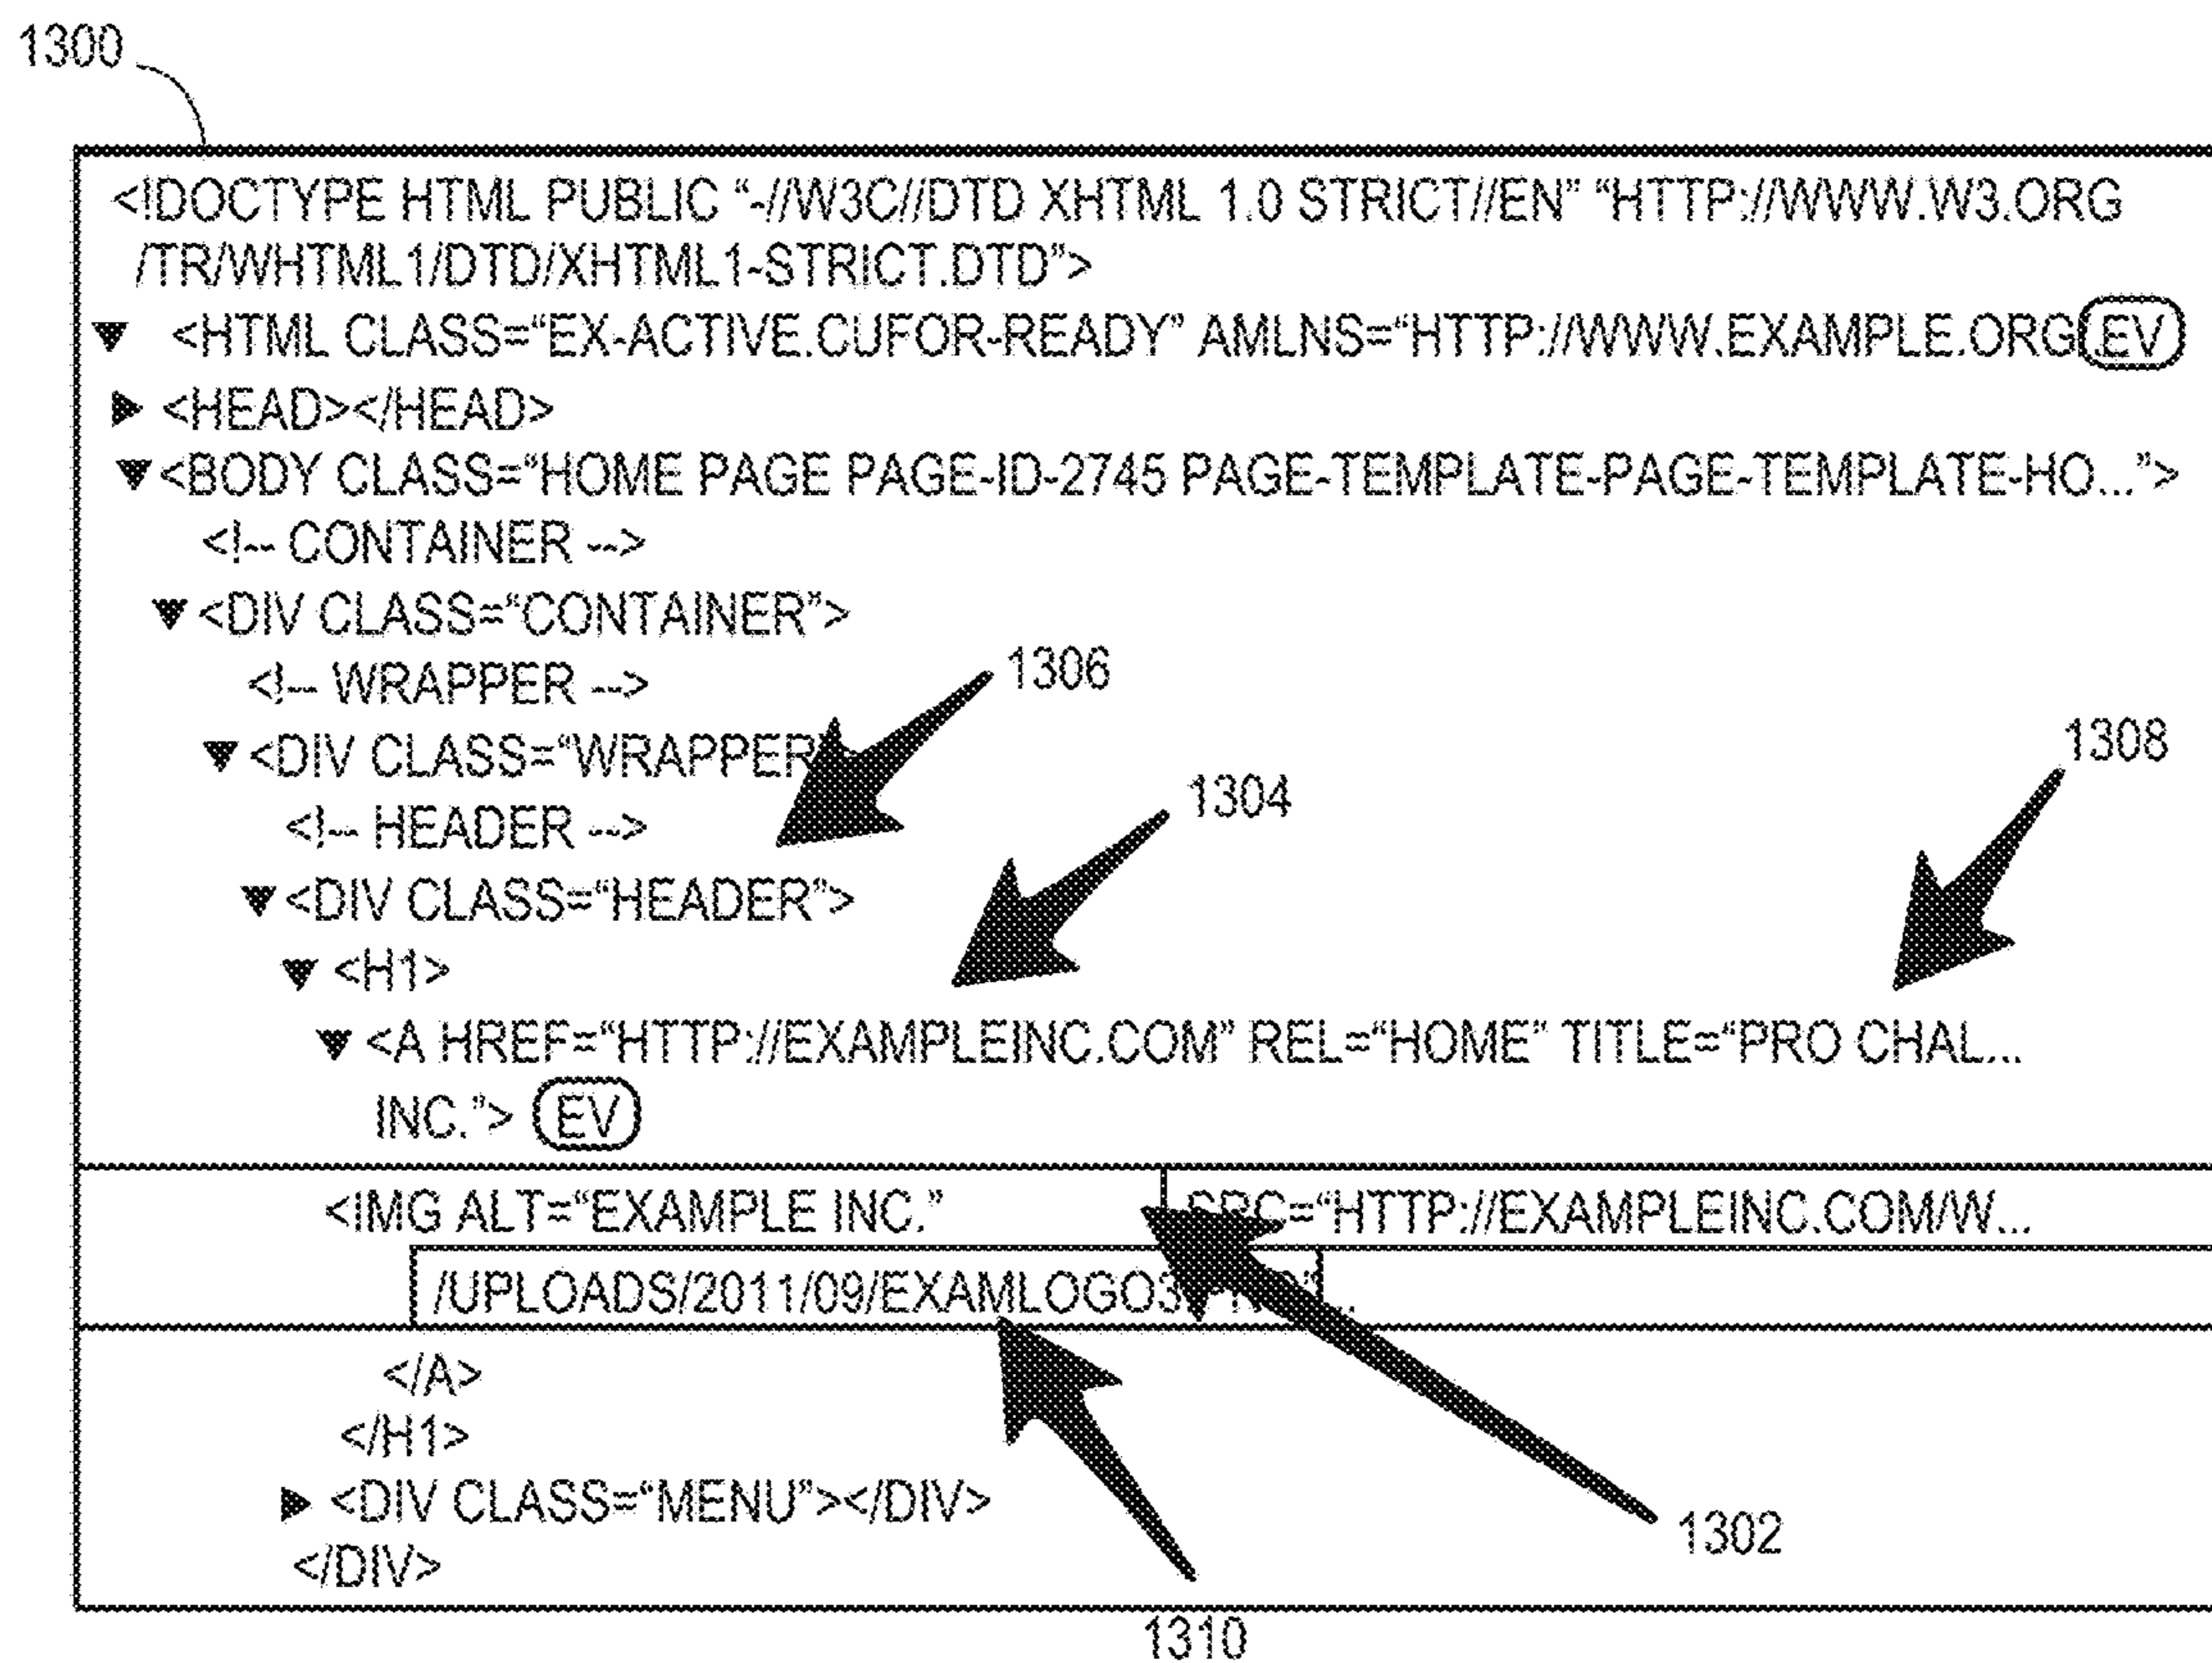 1300
<!DOCTYPE HTML PUBLIC “-//W3C//DTD XHTML 1.0 STRICT//EN” “HTTP://WWW.W3.ORG
/TR/WHTML1/DTD/XHTML1-STRICT.DTD”>
▼ <HTML CLASS=“EX-ACTIVE.CUFOR-READY” AMLNS=“HTTP://WWW.EXAMPLE.ORG EV
▶ <HEAD></HEAD>
▼ <BODY CLASS=“HOME PAGE PAGE-ID-2745 PAGE-TEMPLATE-PAGE-TEMPLATE-HO...”>
<!-- CONTAINER -->
▼ <DIV CLASS=“CONTAINER”>
<!-- WRAPPER -->
1306
▼ <DIV CLASS=“WRAPPER”
1308
<!-- HEADER -->
1304
▼ <DIV CLASS=“HEADER”>
▼ <H1>
▼ <A HREF=“HTTP://EXAMPLEINC.COM” REL=“HOME” TITLE=“PRO CHAL...
INC.”> EV
<IMG ALT=“EXAMPLE INC.” SRC=“HTTP://EXAMPLEINC.COM/W...
/UPLOADS/2011/09/EXAMLOGO3
</A>
</H1>
▶ <DIV CLASS=“MENU”></DIV>
1302
</DIV>
1310